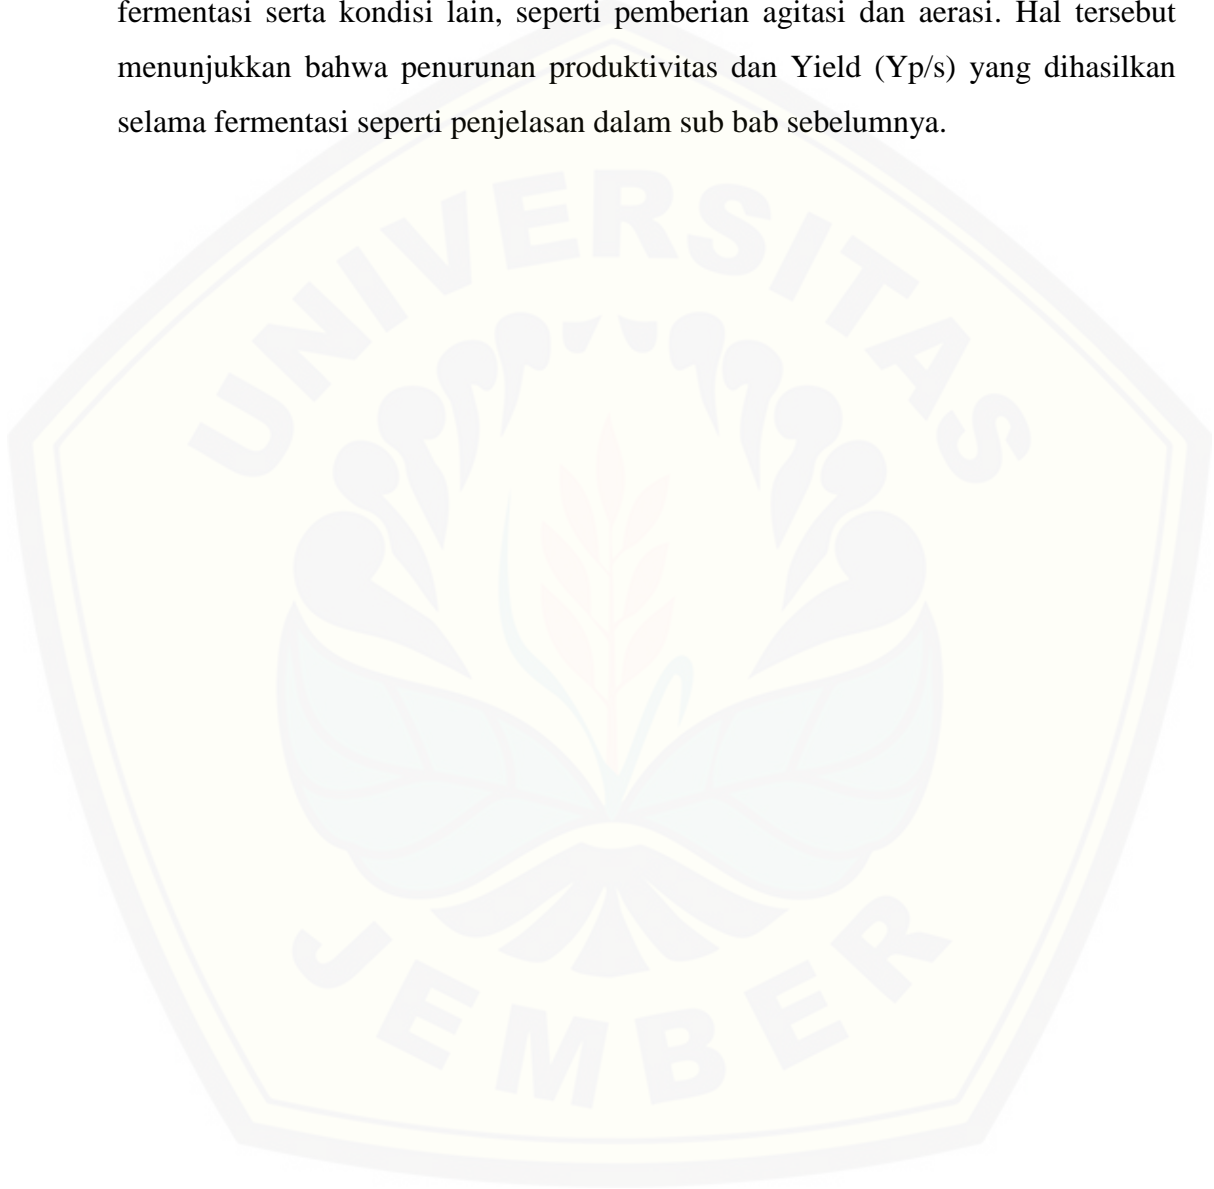 fermentasi serta kondisi lain, seperti pemberian agitasi dan aerasi. Hal tersebut
menunjukkan bahwa penurunan produktivitas dan Yield (Yp/s) yang dihasilkan
selama fermentasi seperti penjelasan dalam sub bab sebelumnya.
UNIVERSITAS
JEMBER